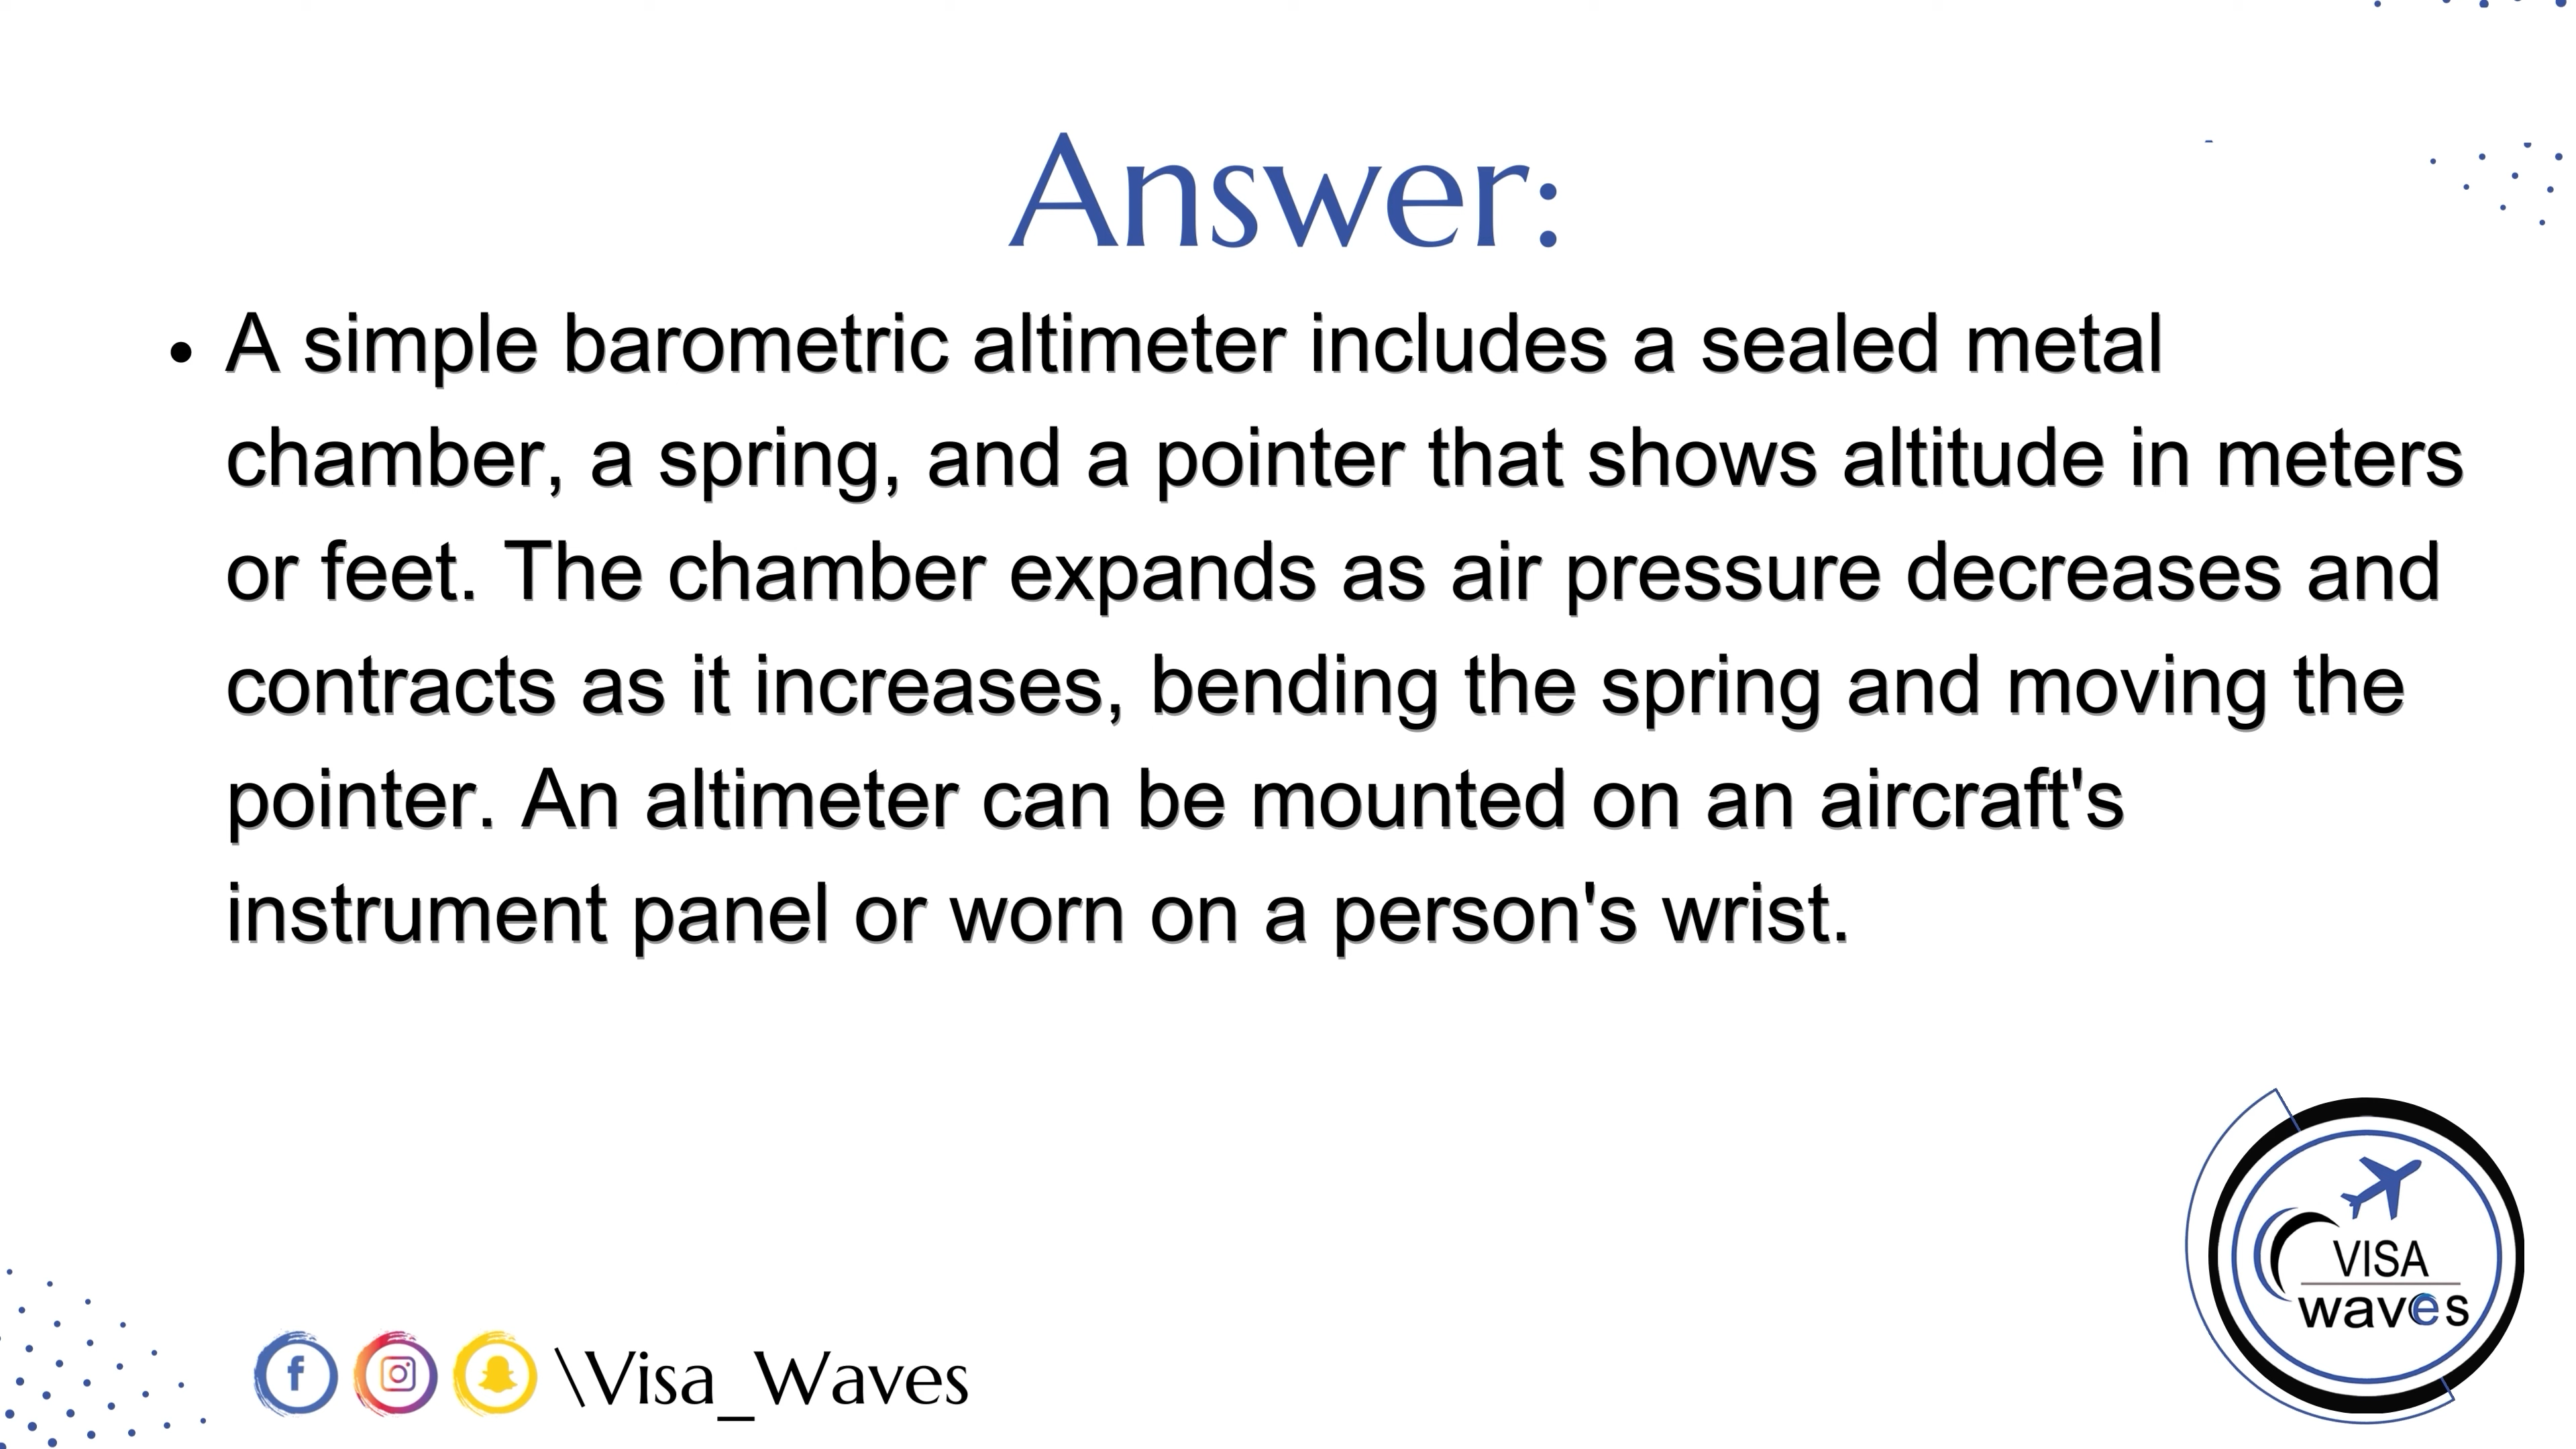 Answer:
• A simple barometric altimeter includes a sealed metal
chamber, a spring, and a pointer that shows altitude in meters
or feet. The chamber expands as air pressure decreases and
contracts as it increases, bending the spring and moving the
pointer. An altimeter can be mounted on an aircraft's
instrument panel or worn on a person's wrist.
VISA
waves
\Visa_Waves